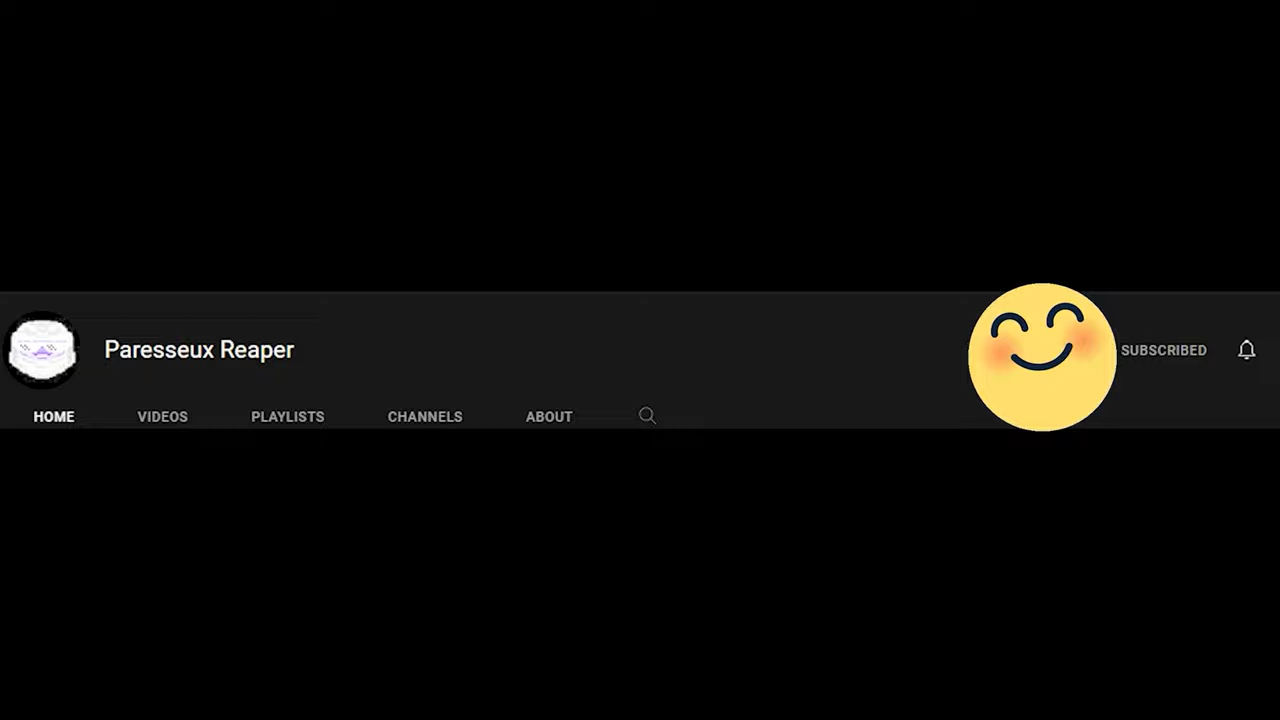 Paresseux Reaper
SUBSCRIBED
HOME VIDEOS PLAYLISTS CHANNELS ABOUT